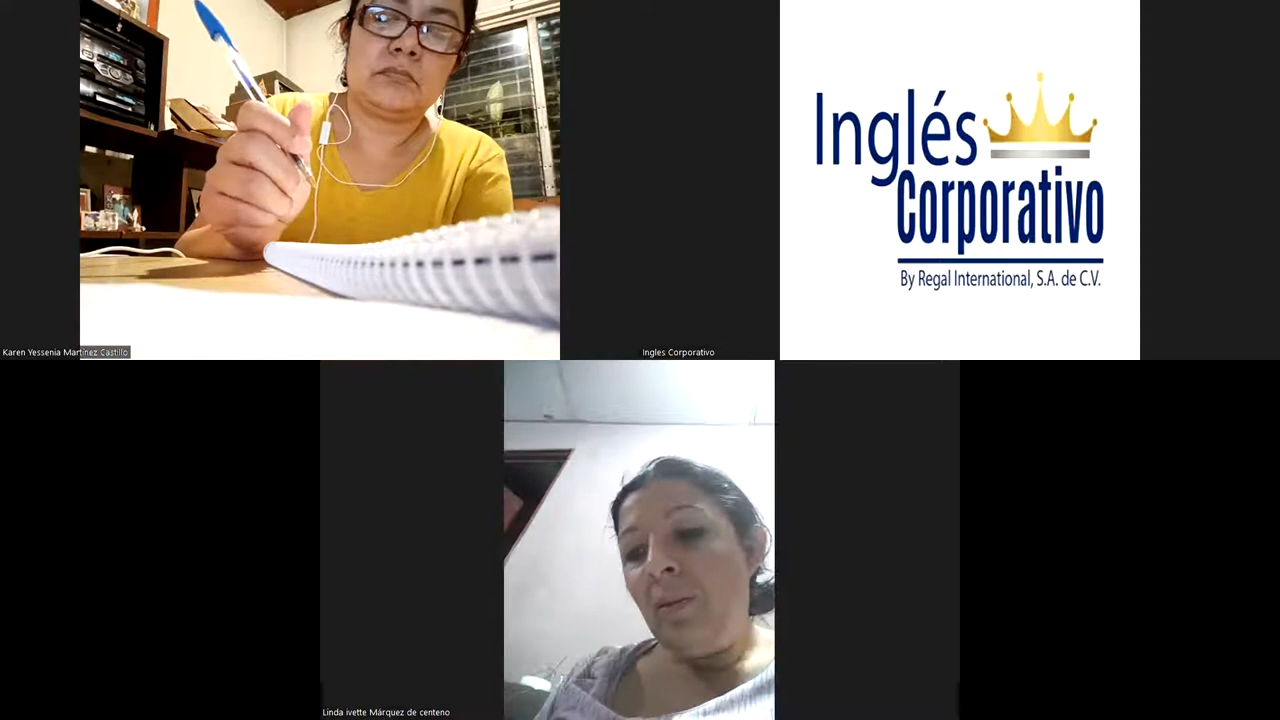 Inglés
Corporativo
By Regal International, S.A. de C.V.
Karen Yessenia Martinez Castillo
Ingles Corporativo
Linda ivette Márquez de centeno